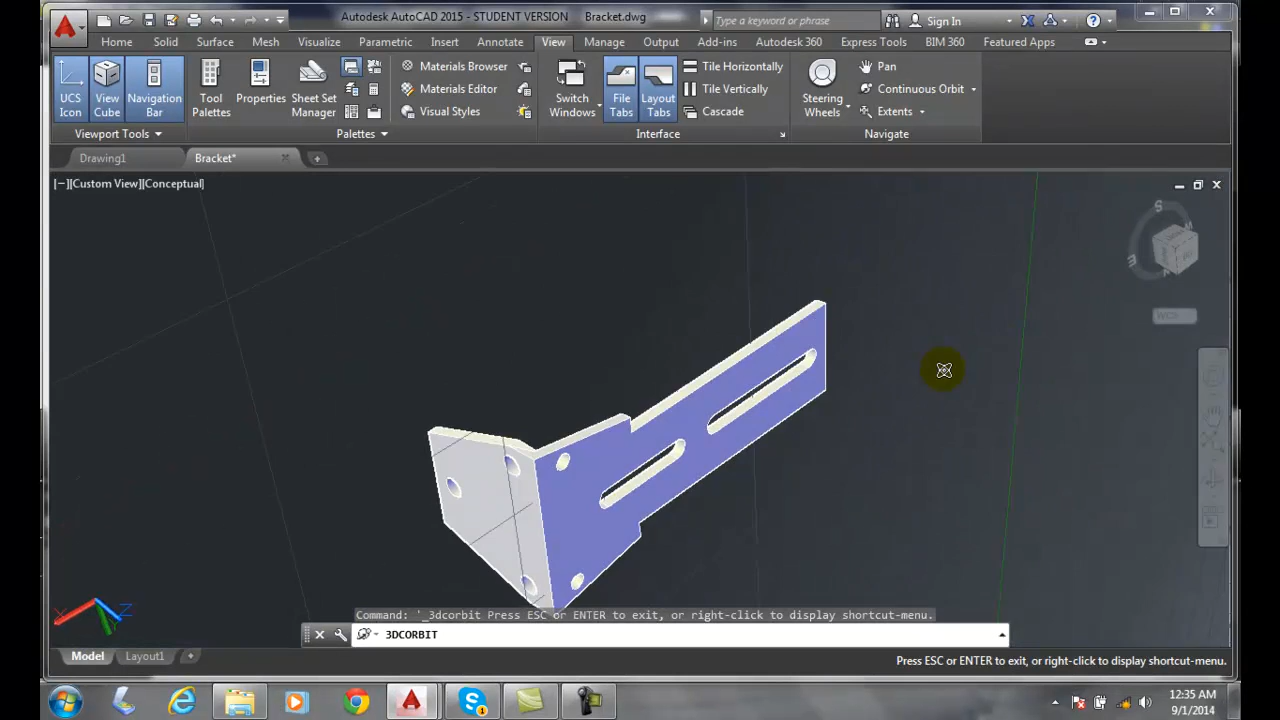 Autodesk AutoCAD 2015 - STUDENT VERSION Bracket.dwg
Type a keyword or phrase
Sign In
Home Solid Surface Mesh Visualize Parametric Insert Annotate View Manage Output Add-ins Autodesk 360 Express Tools BIM 360 Featured Apps
UCS Icon
View Cube
Navigation Bar
Viewport Tools
Tool Palettes
Properties
Sheet Set Manager
Materials Browser
Materials Editor
Visual Styles
Palettes
Switch Windows
File Tabs
Layout Tabs
Tile Horizontally
Tile Vertically
Cascade
Interface
Steering Wheels
Pan
Continuous Orbit
Extents
Navigate
Drawing1
Bracket*
[−][Custom View][Conceptual]
S
E
WCS
X
Z
Command: '_3dcorbit Press ESC or ENTER to exit, or right-click to display shortcut-menu.
3DCORBIT
Model
Layout1
Press ESC or ENTER to exit, or right-click to display shortcut-menu.
12:35 AM
9/1/2014